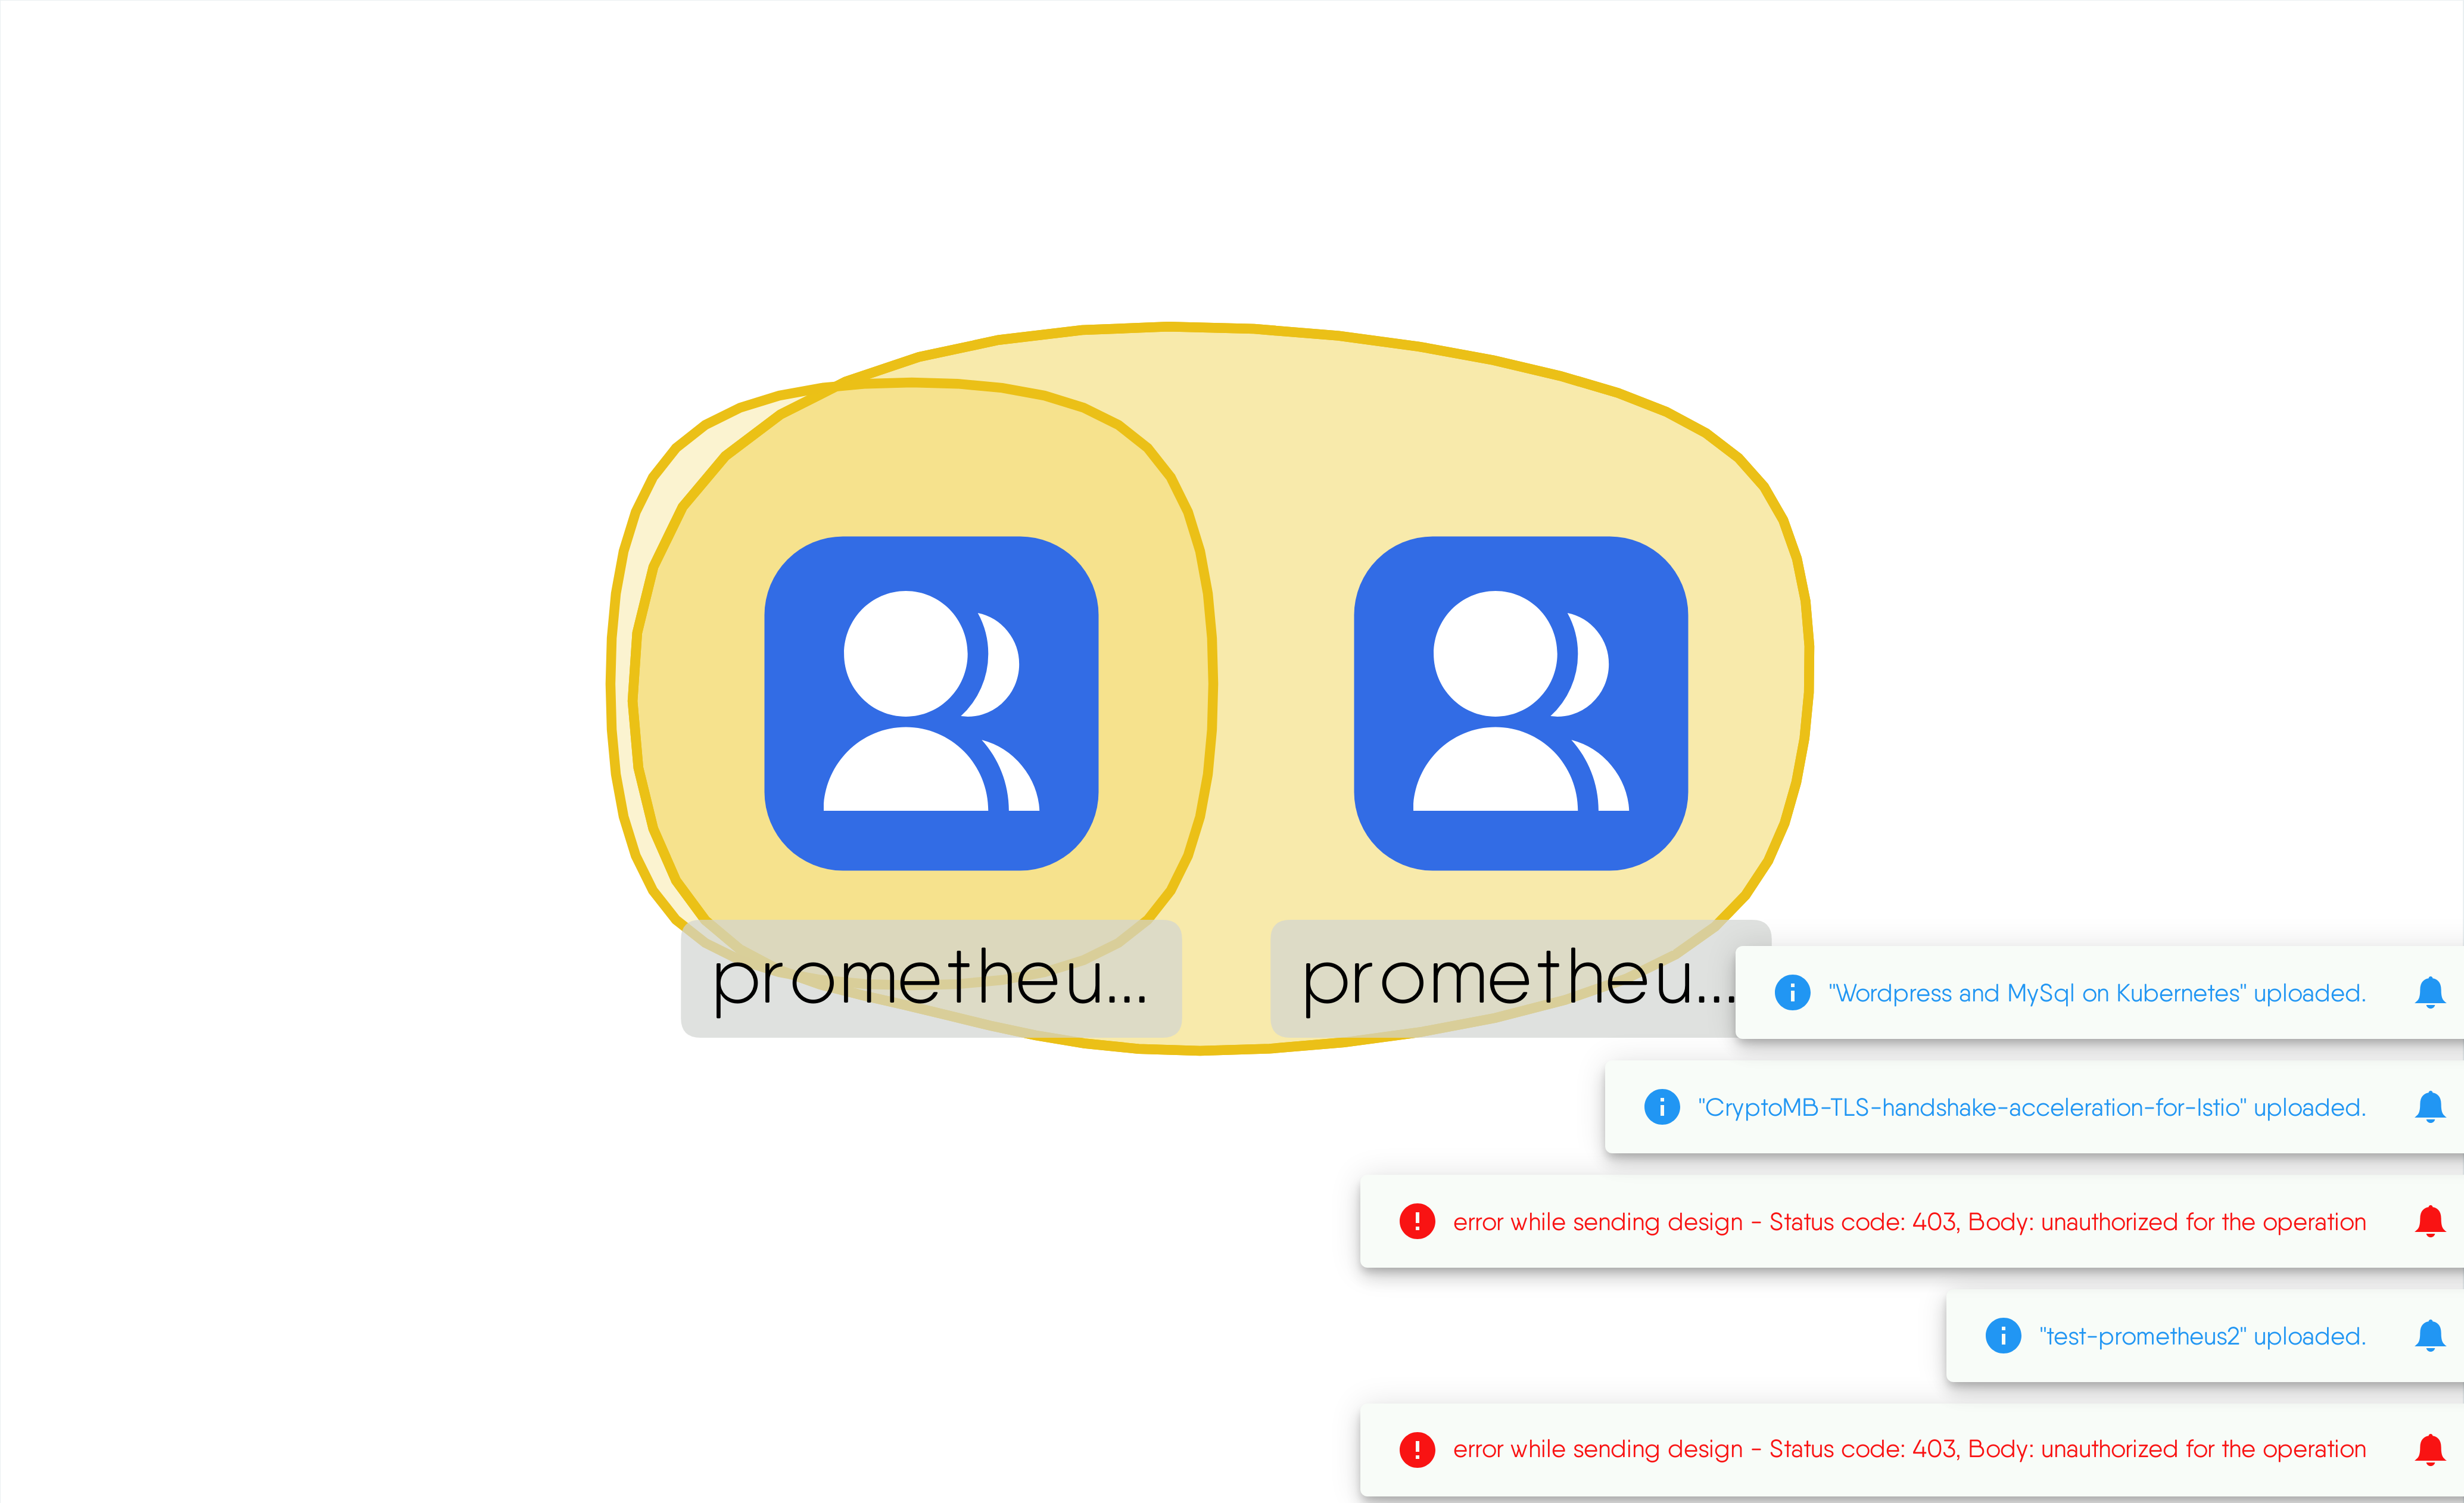 prometheu...
prometheu...
"Wordpress and MySql on Kubernetes" uploaded.
"CryptoMB-TLS-handshake-acceleration-for-Istio" uploaded.
error while sending design - Status code: 403, Body: unauthorized for the operation
"test-prometheus2" uploaded.
error while sending design - Status code: 403, Body: unauthorized for the operation